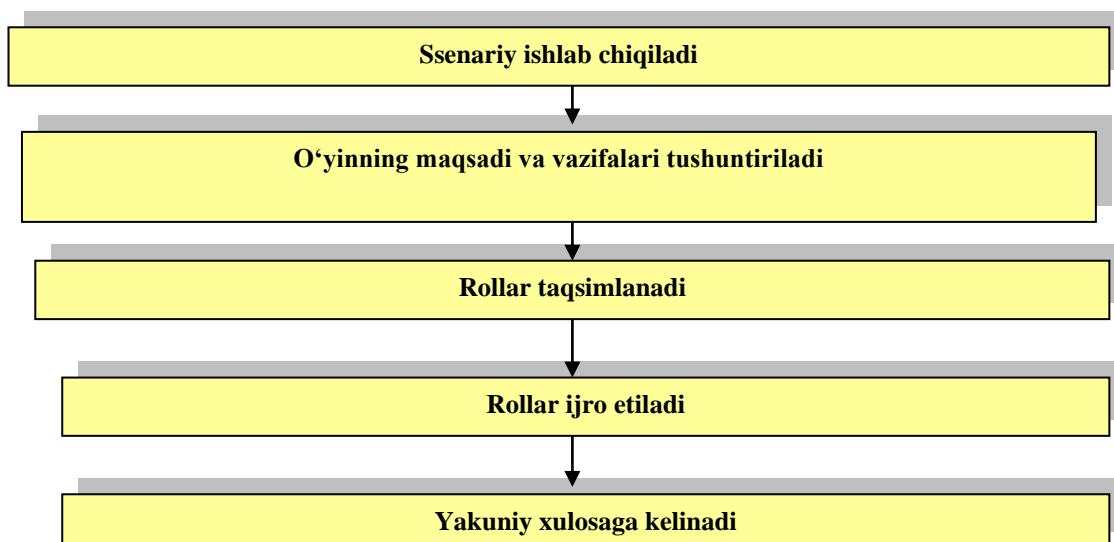 Ssenariy ishlab chiqiladi
O‘yinning maqsadi va vazifalari tushuntiriladi
Rollar taqsimlanadi
Rollar ijro etiladi
Yakuniy xulosaga kelinadi